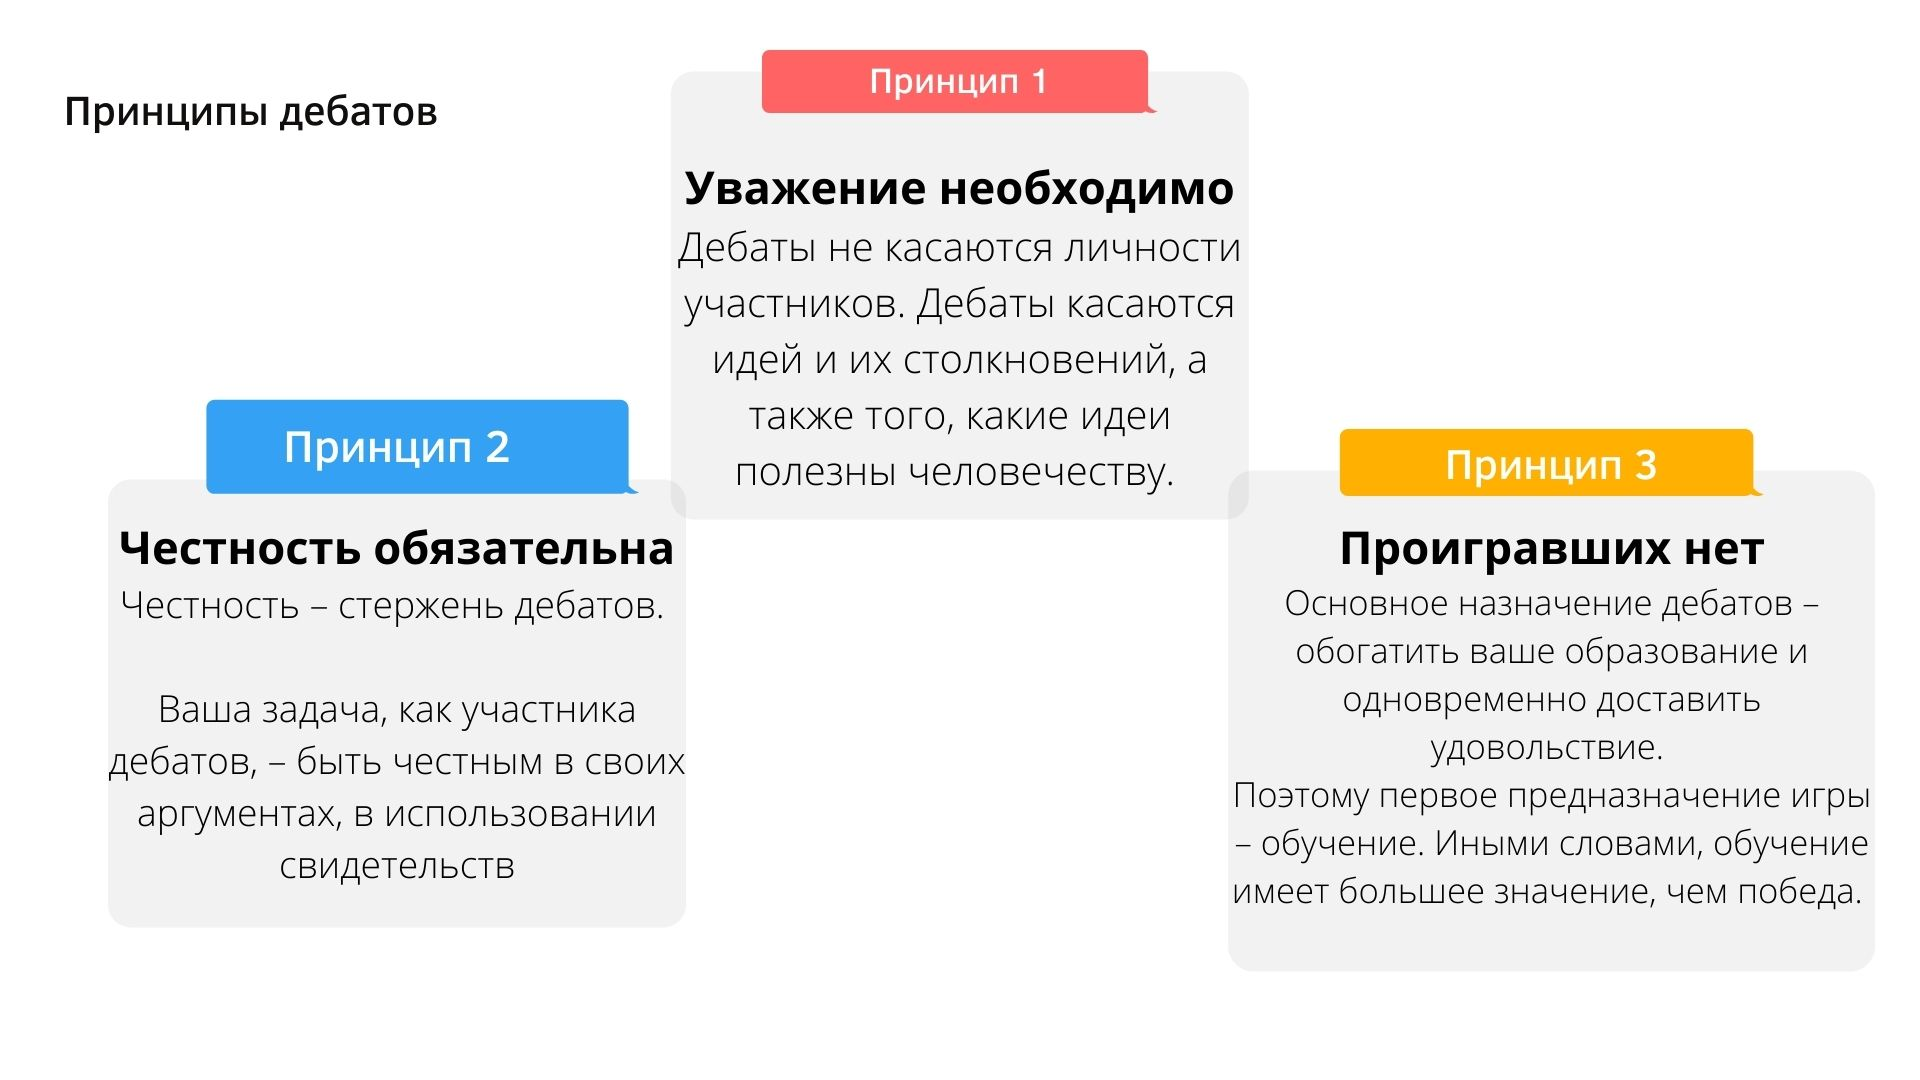 Принципы дебатов
Принцип 1
Уважение необходимо
Дебаты не касаются личности
участников. Дебаты касаются
идей и их столкновений, а
также того, какие идеи
полезны человечеству.
Принцип 2
Честность обязательна
Честность – стержень дебатов.
Ваша задача, как участника
дебатов, – быть честным в своих
аргументах, в использовании
свидетельств
Принцип 3
Проигравших нет
Основное назначение дебатов –
обогатить ваше образование и
одновременно доставить
удовольствие.
Поэтому первое предназначение игры
– обучение. Иными словами, обучение
имеет большее значение, чем победа.